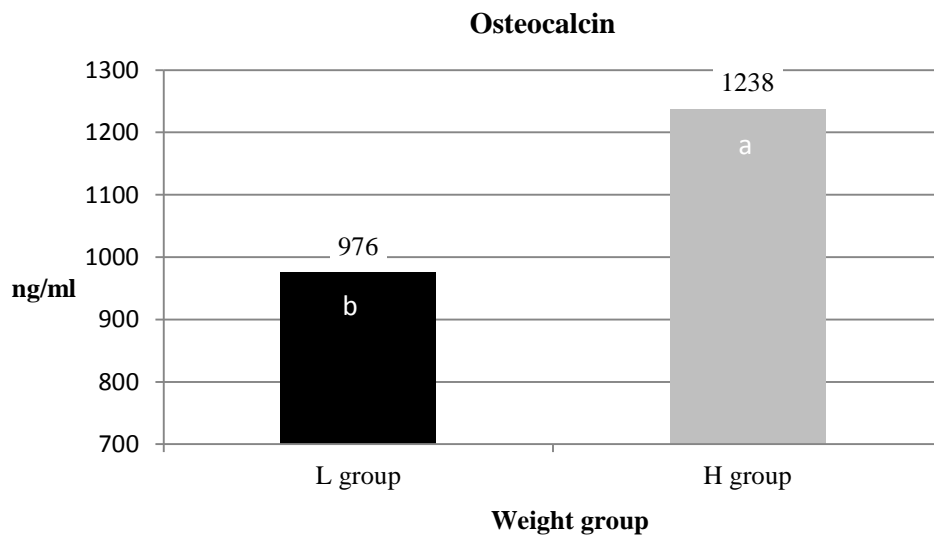 Osteocalcin
1300
1200
1100
1000
900
800
700
ng/ml
976
1238
b
a
L group
H group
Weight group